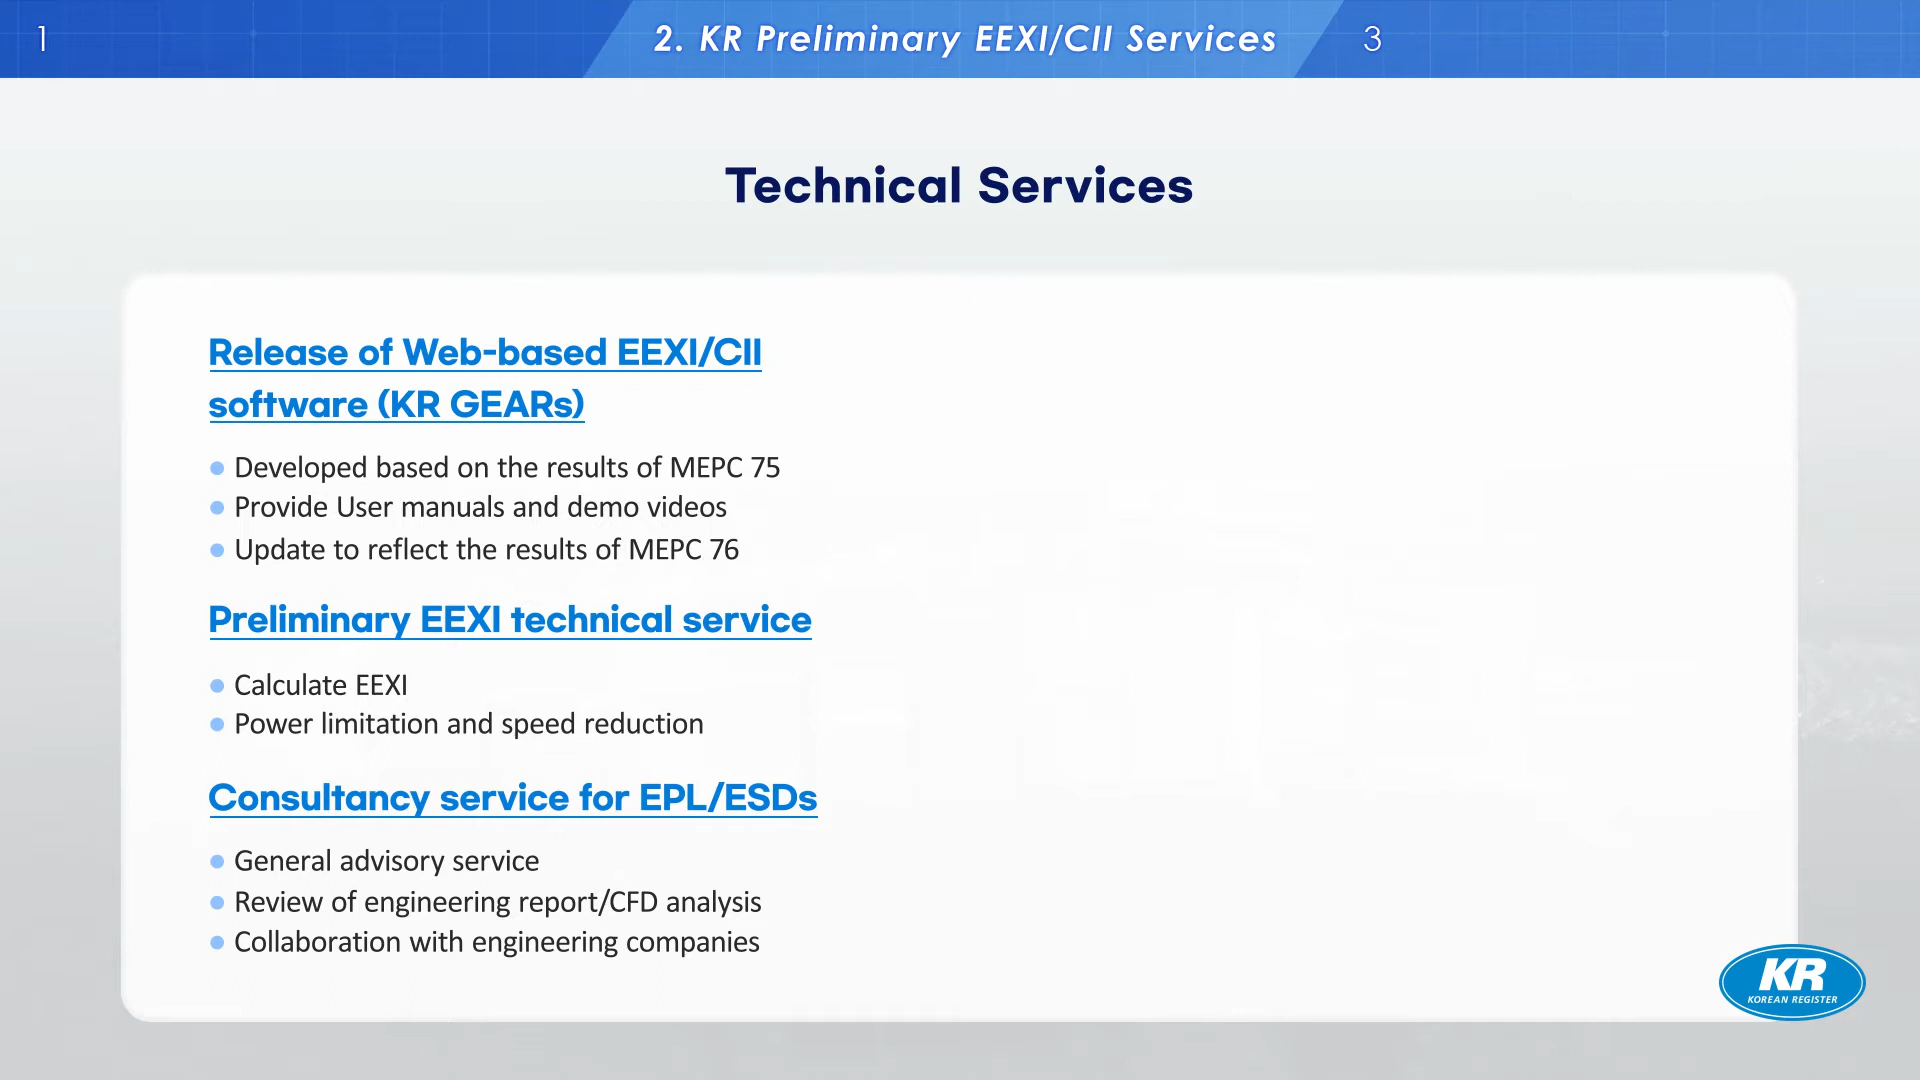 1
2. KR Preliminary EEXI/CII Services
3
Technical Services
Release of Web-based EEXI/CII
software (KR GEARs)
Developed based on the results of MEPC 75
Provide User manuals and demo videos
Update to reflect the results of MEPC 76
Preliminary EEXI technical service
Calculate EEXI
Power limitation and speed reduction
Consultancy service for EPL/ESDs
General advisory service
Review of engineering report/CFD analysis
Collaboration with engineering companies
KR
KOREAN REGISTER